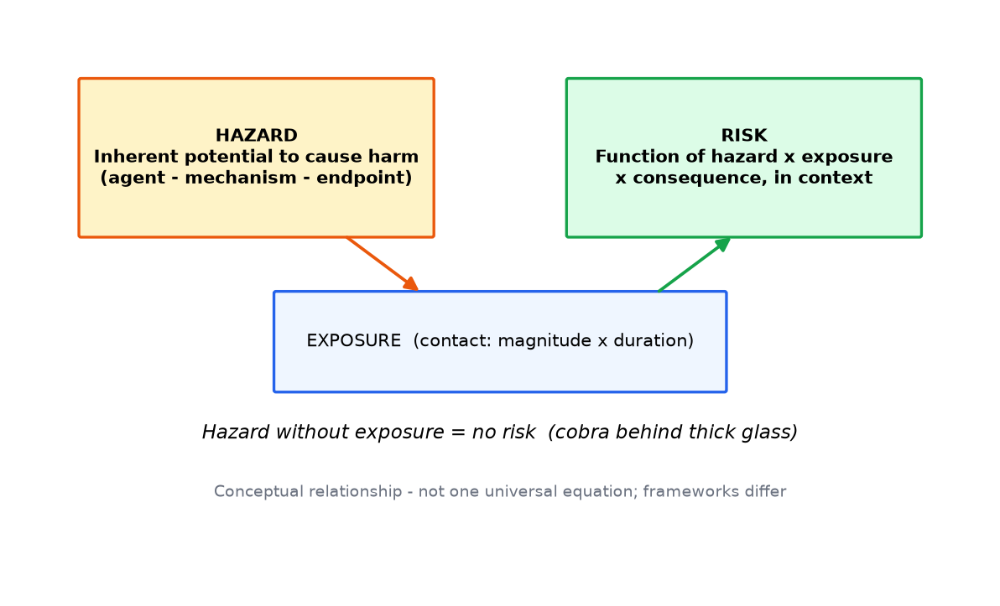 HAZARD
Inherent potential to cause harm
(agent - mechanism - endpoint)
RISK
Function of hazard x exposure
x consequence, in context
EXPOSURE  (contact: magnitude x duration)
Hazard without exposure = no risk  (cobra behind thick glass)
Conceptual relationship - not one universal equation; frameworks differ